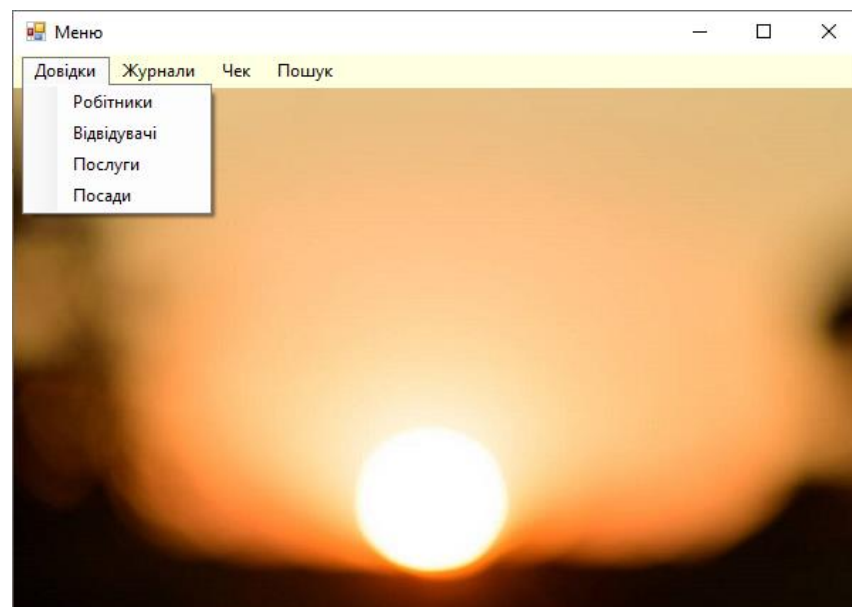 Меню
Довідки Журнали Чек Пошук
Робітники
Відвідувачі
Послуги
Посади